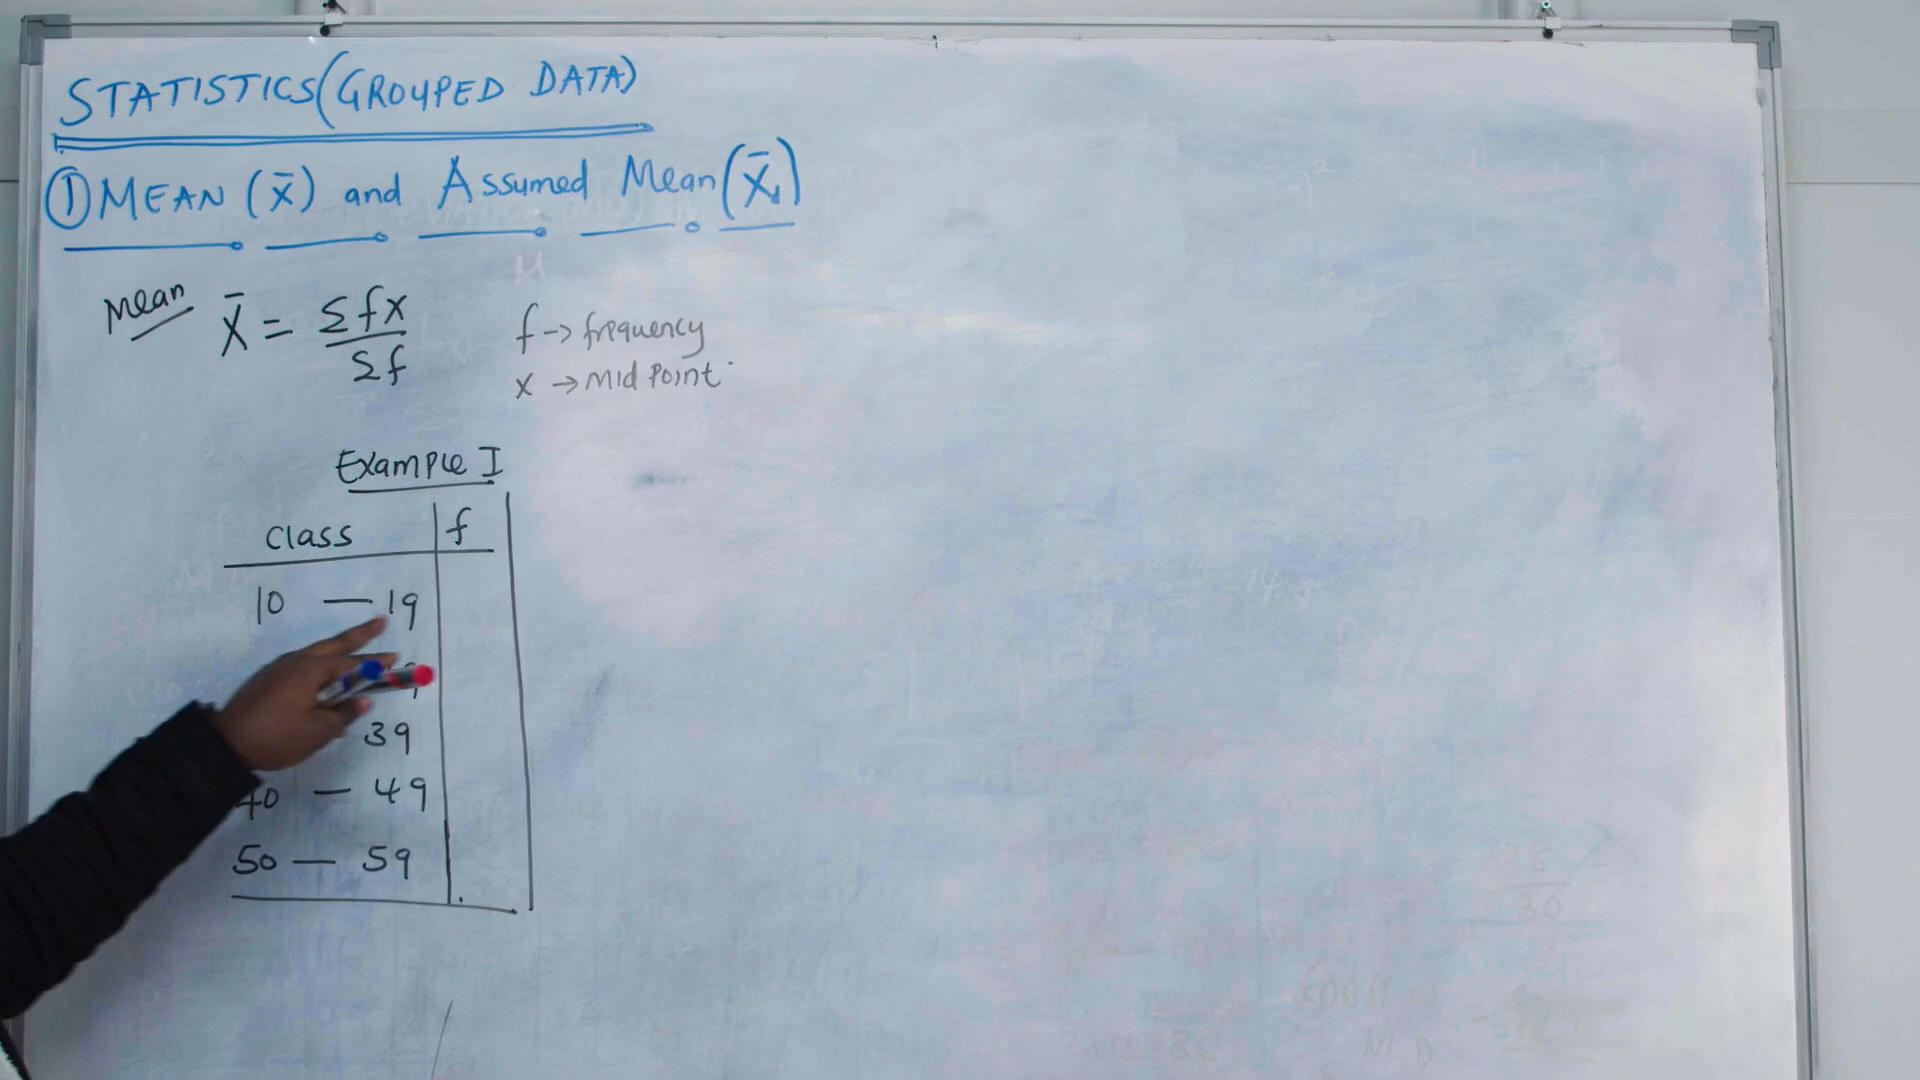 STATISTICS(GROUPED DATA)
① MEAN (x̄) and Assumed Mean (x̄ₐ)
Mean x̄ = Σfx / Σf
f -> frequency
x -> Mid Point
Example I
Class f
10 — 19
9
39
40 — 49
50 — 59